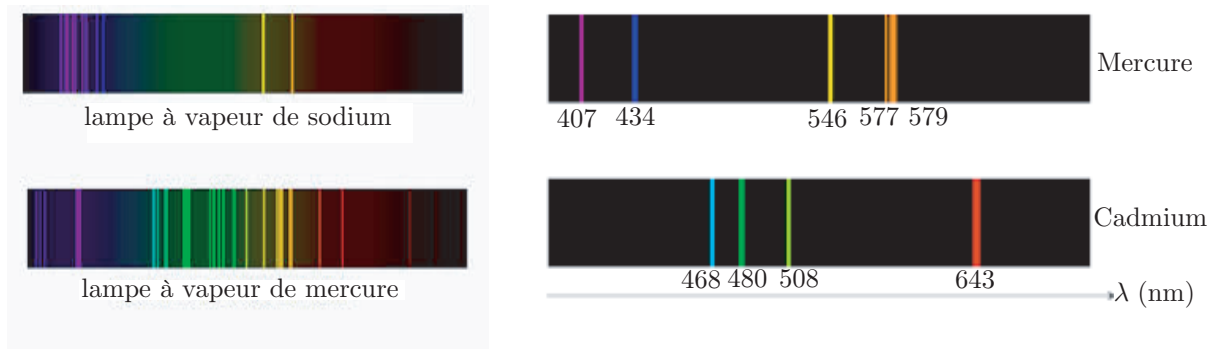 lampe à vapeur de sodium
lampe à vapeur de mercure
Mercure
407 434 546 577 579
Cadmium
468 480 508 643
λ (nm)